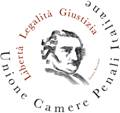 Libertà Legalità Giustizia
Unione Camere Penali Italiane